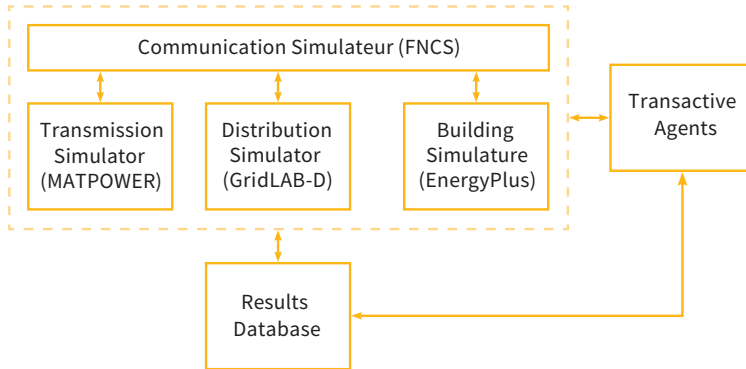 Communication Simulateur (FNCS)
Transmission
Simulator
(MATPOWER)
Distribution
Simulator
(GridLAB-D)
Building
Simulature
(EnergyPlus)
Transactive
Agents
Results
Database